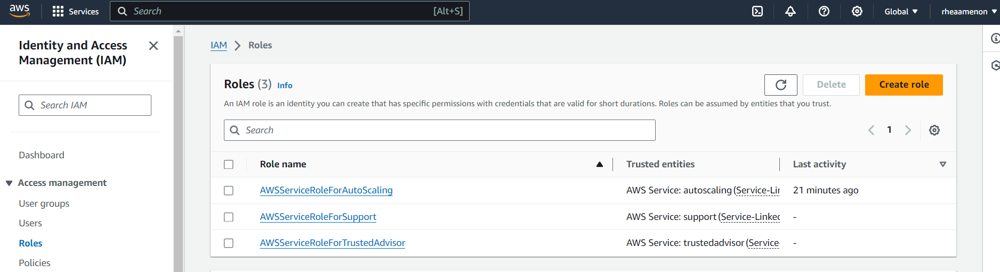 aws
Services
Search
[Alt+S]
Global
rheaamenon
Identity and Access
Management (IAM)
Search IAM
Dashboard
Access management
User groups
Users
Roles
Policies
IAM > Roles
Roles (3) Info
Delete
Create role
An IAM role is an identity you can create that has specific permissions with credentials that are valid for short durations. Roles can be assumed by entities that you trust.
Search
1
Role name
Trusted entities
Last activity
AWSServiceRoleForAutoScaling
AWS Service: autoscaling (Service-Lin
21 minutes ago
AWSServiceRoleForSupport
AWS Service: support (Service-Linked
-
AWSServiceRoleForTrustedAdvisor
AWS Service: trustedadvisor (Service-
-